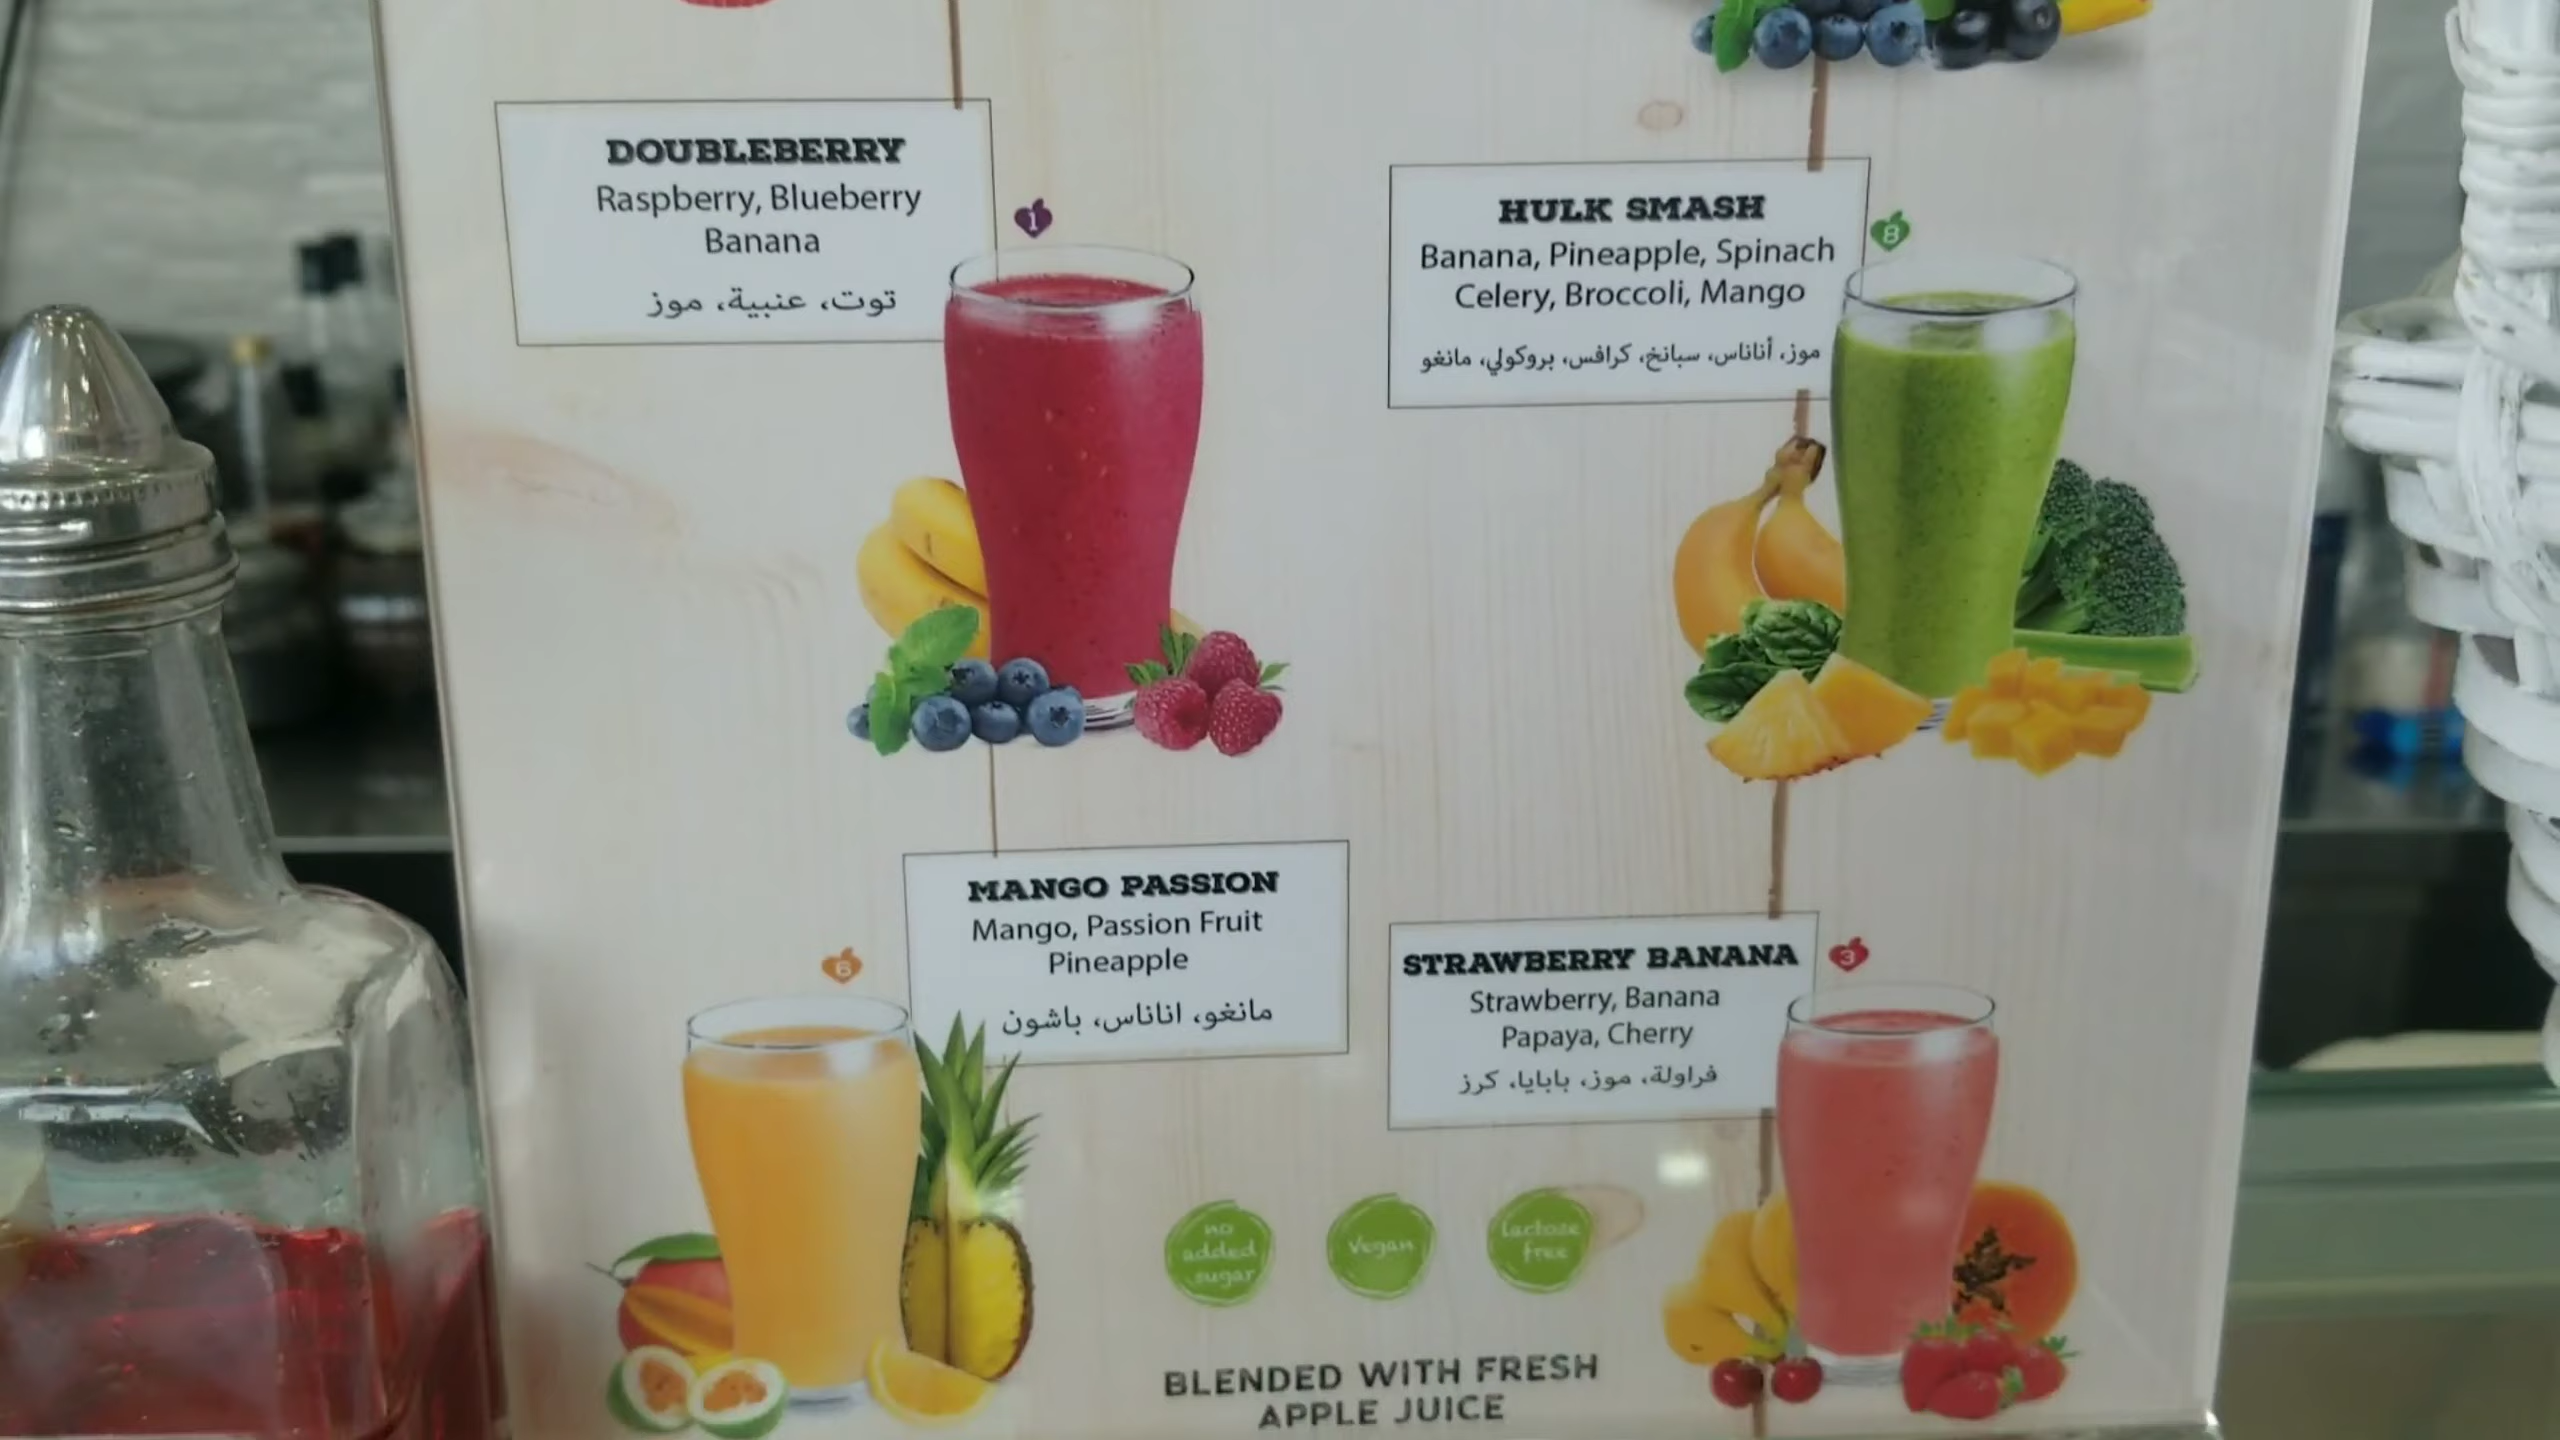 DOUBLEBERRY
Raspberry, Blueberry
Banana
توت، عنبية، موز
1
HULK SMASH
Banana, Pineapple, Spinach
Celery, Broccoli, Mango
موز، أناناس، سبانخ، كرافس، بروكولي، مانغو
8
MANGO PASSION
Mango, Passion Fruit
Pineapple
مانغو، اناناس، باشون
6
STRAWBERRY BANANA
Strawberry, Banana
Papaya, Cherry
فراولة، موز، بابايا، كرز
3
no
added
sugar
Vegan
Lactose
free
BLENDED WITH FRESH
APPLE JUICE